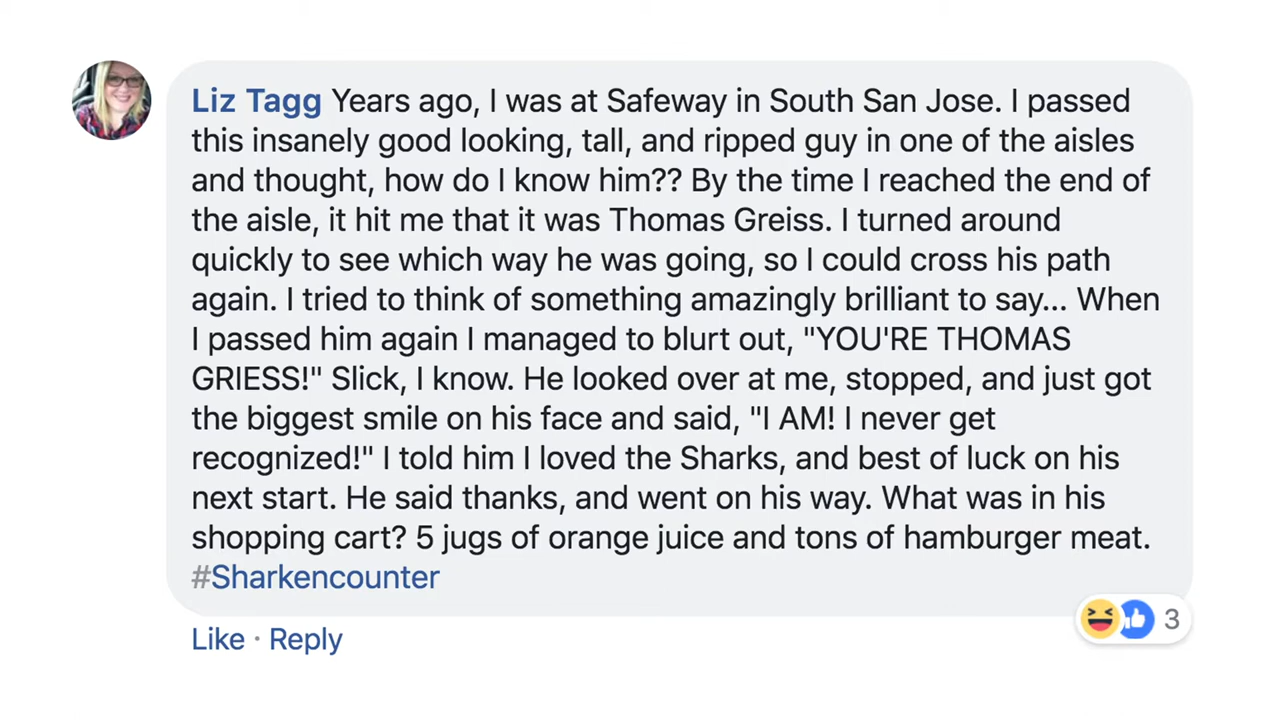 Liz Tagg Years ago, I was at Safeway in South San Jose. I passed
this insanely good looking, tall, and ripped guy in one of the aisles
and thought, how do I know him?? By the time I reached the end of
the aisle, it hit me that it was Thomas Greiss. I turned around
quickly to see which way he was going, so I could cross his path
again. I tried to think of something amazingly brilliant to say... When
I passed him again I managed to blurt out, "YOU'RE THOMAS
GRIESS!" Slick, I know. He looked over at me, stopped, and just got
the biggest smile on his face and said, "I AM! I never get
recognized!" I told him I loved the Sharks, and best of luck on his
next start. He said thanks, and went on his way. What was in his
shopping cart? 5 jugs of orange juice and tons of hamburger meat.
#Sharkencounter
3
Like · Reply